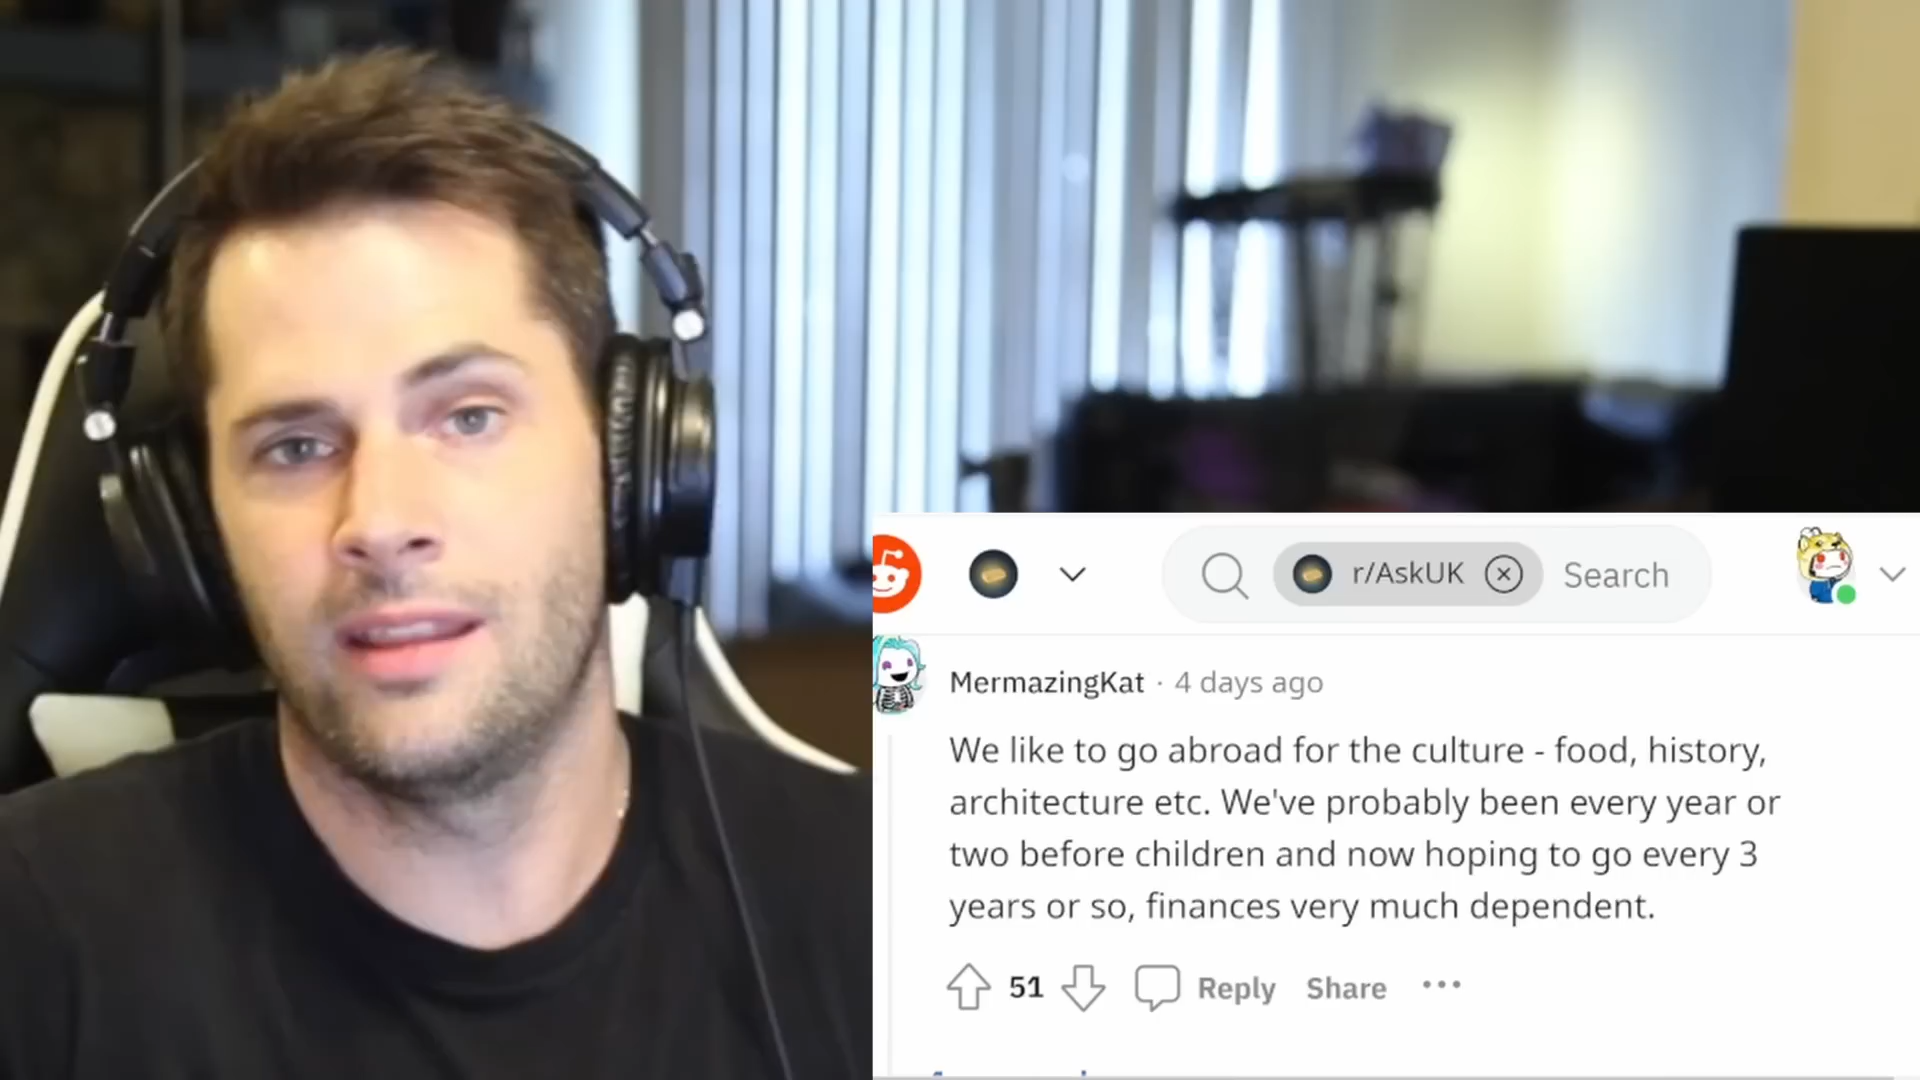 r/AskUK Search
MermazingKat · 4 days ago
We like to go abroad for the culture - food, history,
architecture etc. We've probably been every year or
two before children and now hoping to go every 3
years or so, finances very much dependent.
51 Reply Share ···